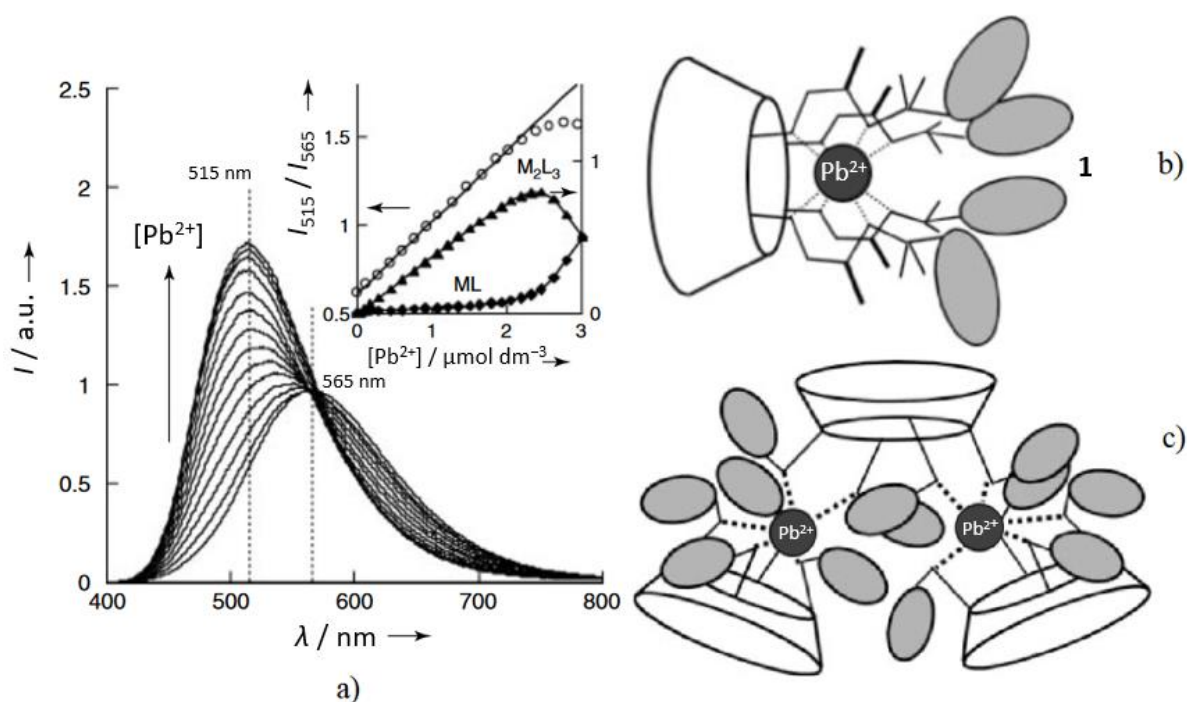 2.5
2
1.5
1
0.5
0
400
500
600
700
800
I / a.u.
λ / nm
[Pb²⁺]
515 nm
565 nm
I₅₁₅ / I₅₆₅
1.5
1
0.5
1
0
M₂L₃
ML
0
1
2
3
[Pb²⁺] / μmol dm⁻³
a)
Pb²⁺
1
b)
Pb²⁺
Pb²⁺
c)